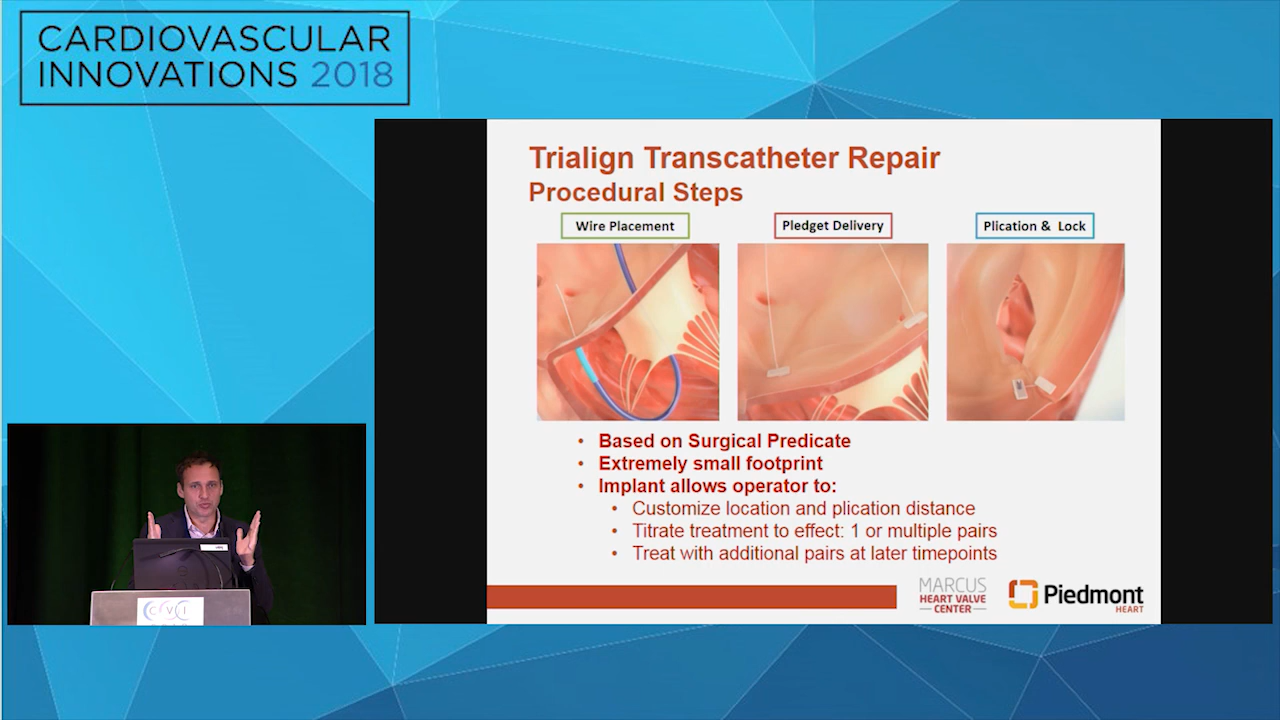 CARDIOVASCULAR
INNOVATIONS 2018
Trialign Transcatheter Repair
Procedural Steps
Wire Placement
Pledget Delivery
Plication & Lock
• Based on Surgical Predicate
• Extremely small footprint
• Implant allows operator to:
• Customize location and plication distance
• Titrate treatment to effect: 1 or multiple pairs
• Treat with additional pairs at later timepoints
MARCUS
HEART VALVE
CENTER
Piedmont
HEART
CVI